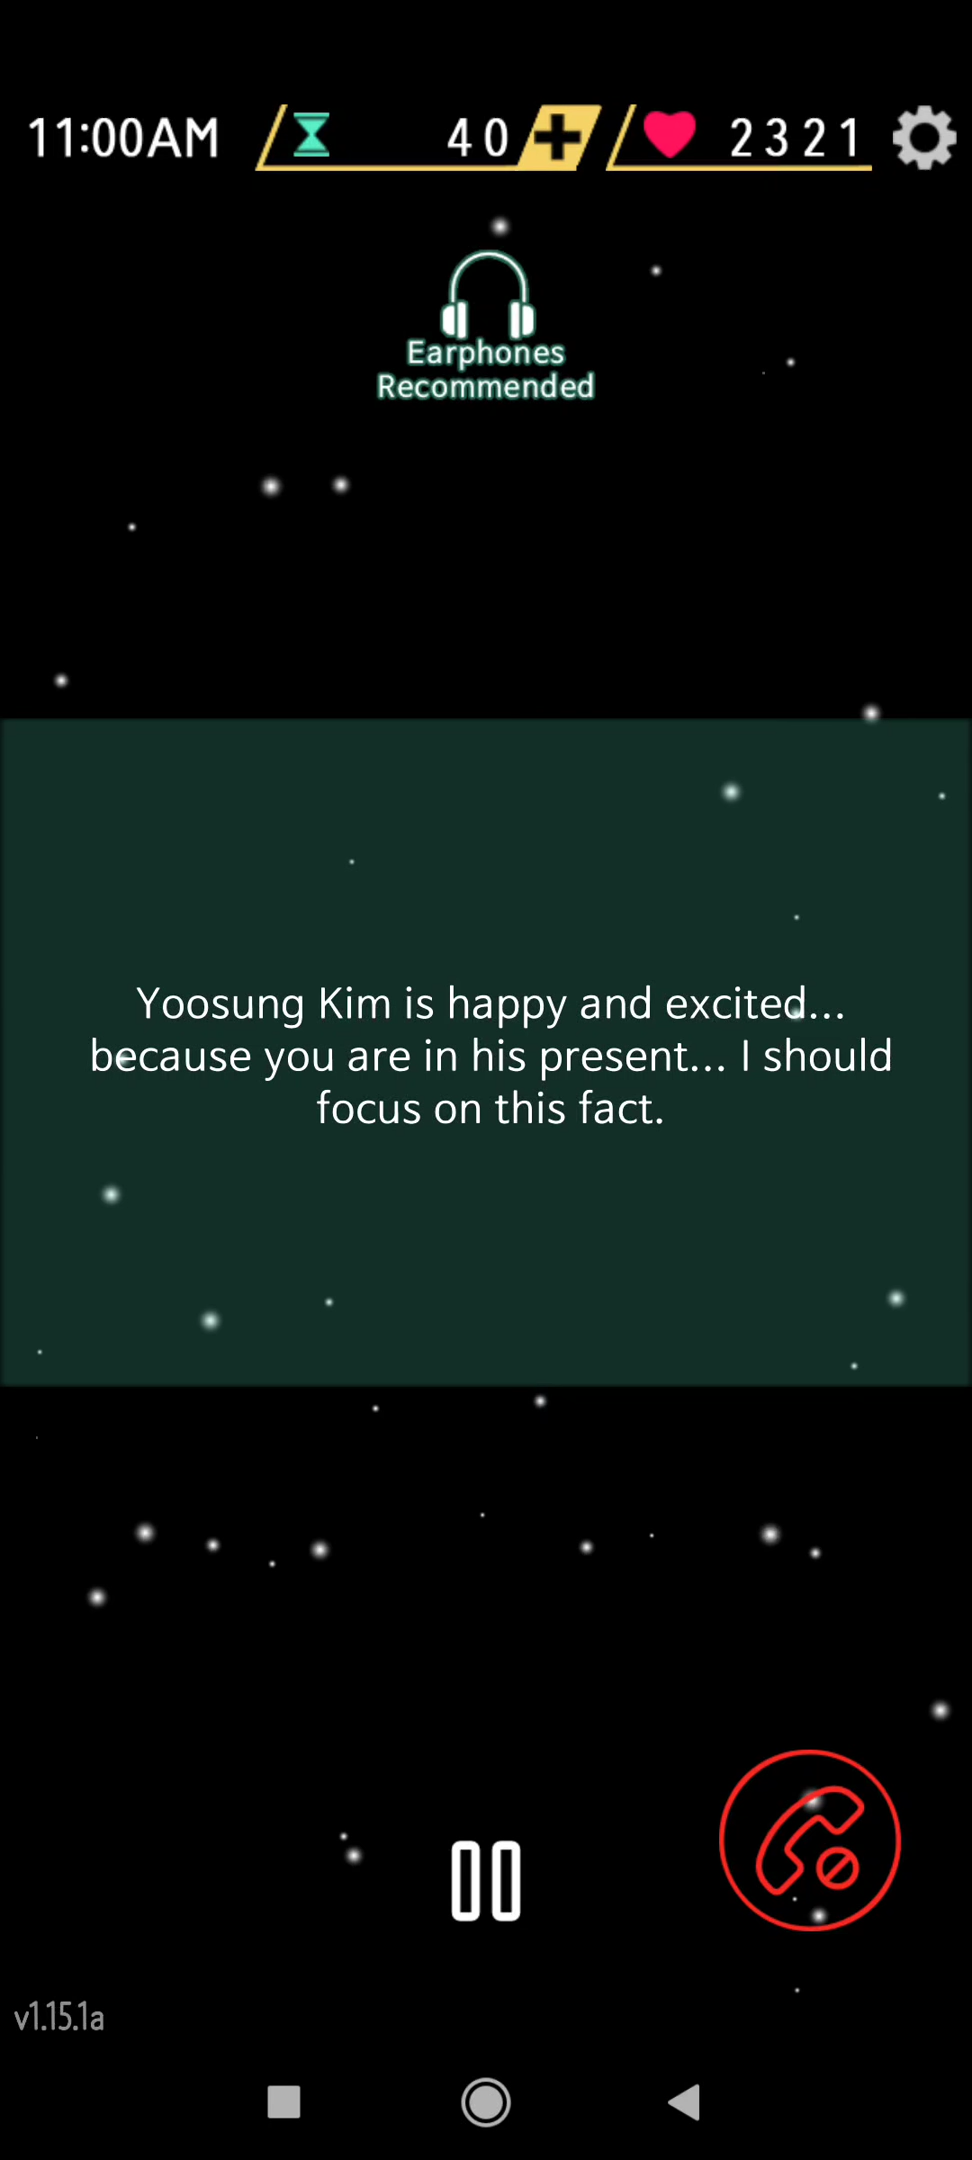 11:00AM 40 2321
Earphones
Recommended
Yoosung Kim is happy and excited...
because you are in his present... I should
focus on this fact.
v1.15.1a